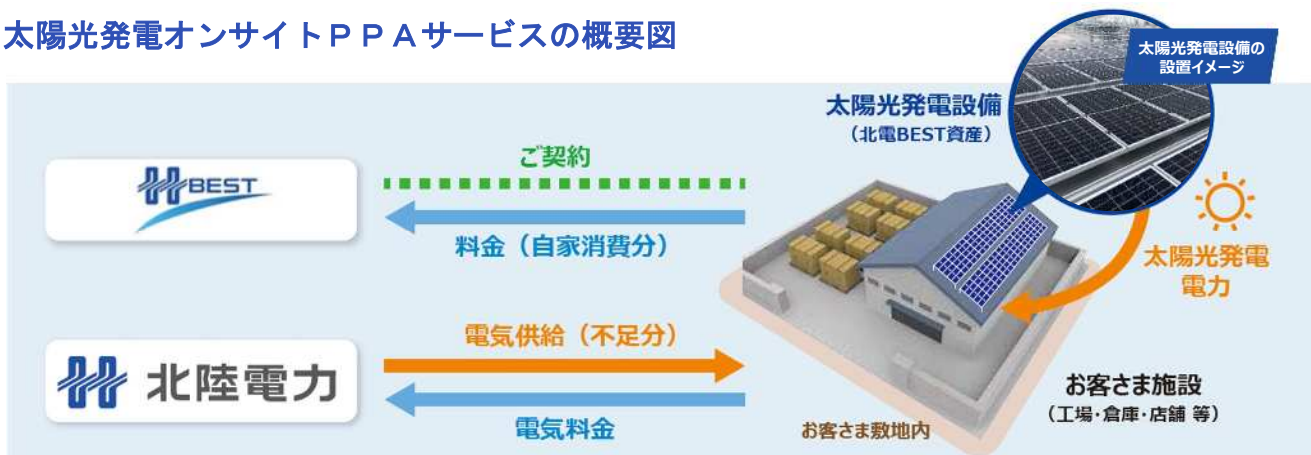 太陽光発電オンサイトＰＰＡサービスの概要図
太陽光発電設備の
設置イメージ
太陽光発電設備
（北電BEST資産）
BEST
ご契約
料金（自家消費分）
太陽光発電
電力
電気供給（不足分）
北陸電力
電気料金
お客さま施設
（工場・倉庫・店舗 等）
お客さま敷地内